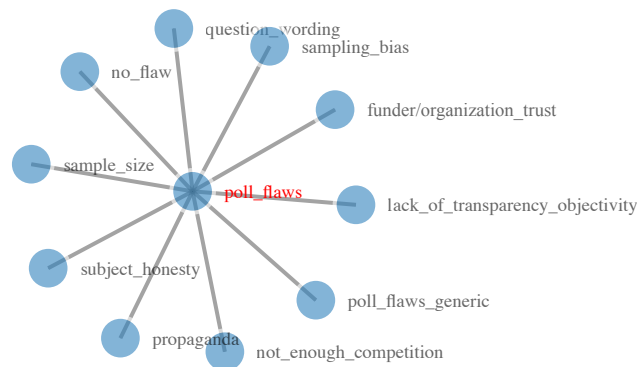 question_wording
sampling_bias
no_flaw
funder/organization_trust
sample_size
poll_flaws
lack_of_transparency_objectivity
subject_honesty
poll_flaws_generic
propaganda
not_enough_competition